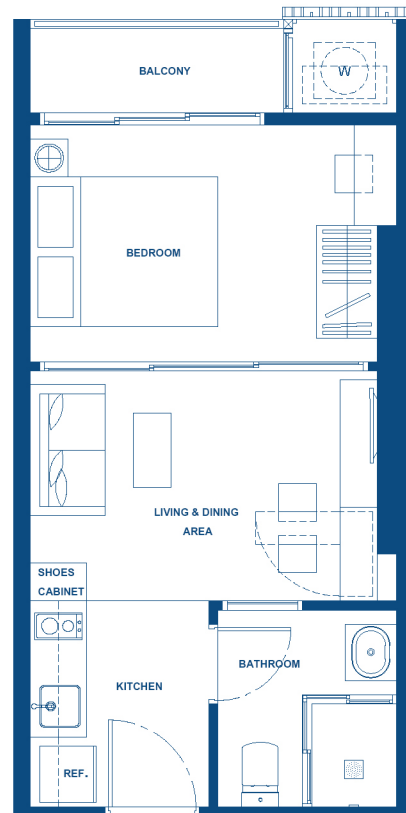 BALCONY
W
BEDROOM
LIVING & DINING
AREA
SHOES
CABINET
KITCHEN
BATHROOM
REF.